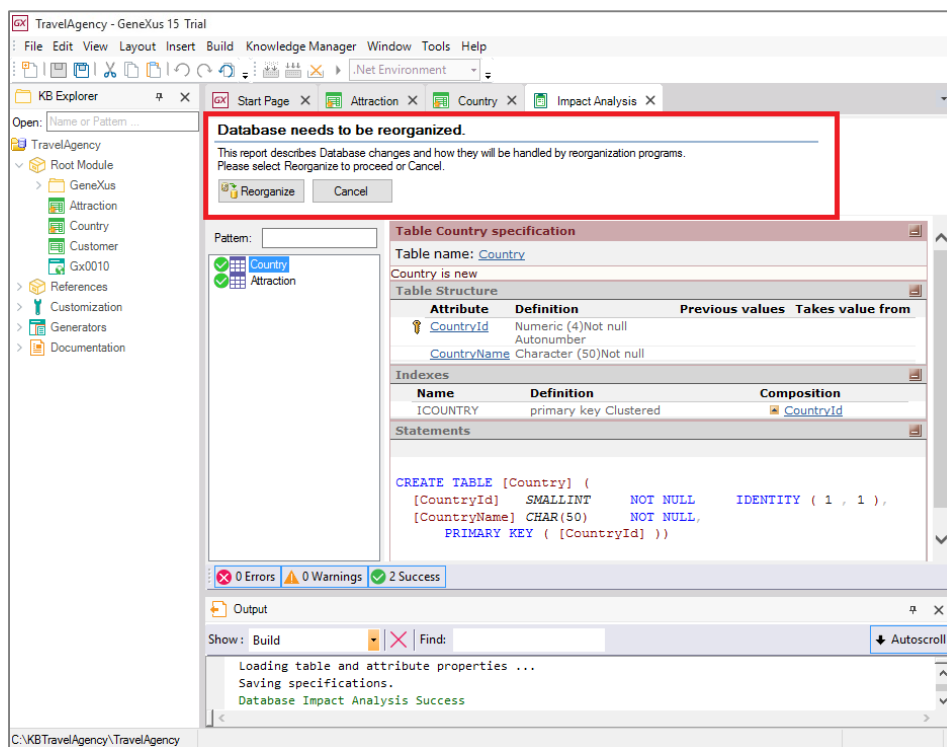 TravelAgency - GeneXus 15 Trial
File Edit View Layout Insert Build Knowledge Manager Window Tools Help
.Net Environment
KB Explorer
Open: Name or Pattern ...
TravelAgency
Root Module
GeneXus
Attraction
Country
Customer
Gx0010
References
Customization
Generators
Documentation
Start Page Attraction Country Impact Analysis
Database needs to be reorganized.
This report describes Database changes and how they will be handled by reorganization programs.
Please select Reorganize to proceed or Cancel.
Reorganize Cancel
Pattern:
Country
Attraction
Table Country specification
Table name: Country
Country is new
Table Structure
Attribute Definition Previous values Takes value from
CountryId Numeric (4)Not null
Autonumber
CountryName Character (50)Not null
Indexes
Name Definition Composition
ICOUNTRY primary key Clustered CountryId
Statements
CREATE TABLE [Country] (
[CountryId] SMALLINT NOT NULL IDENTITY ( 1 , 1 ),
[CountryName] CHAR(50) NOT NULL,
PRIMARY KEY ( [CountryId] ))
0 Errors 0 Warnings 2 Success
Output
Show: Build Find: Autoscroll
Loading table and attribute properties ...
Saving specifications.
Database Impact Analysis Success
C:\KBTravelAgency\TravelAgency